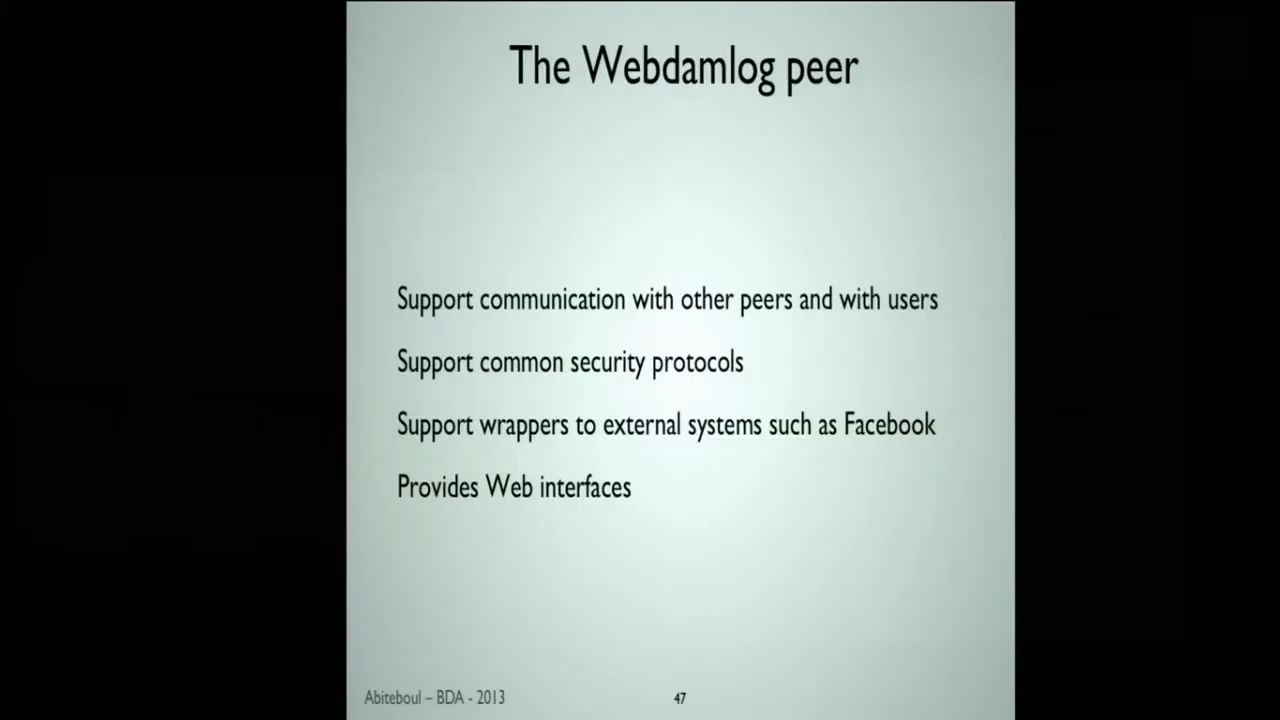 The Webdamlog peer
Support communication with other peers and with users
Support common security protocols
Support wrappers to external systems such as Facebook
Provides Web interfaces
Abiteboul – BDA - 2013
47